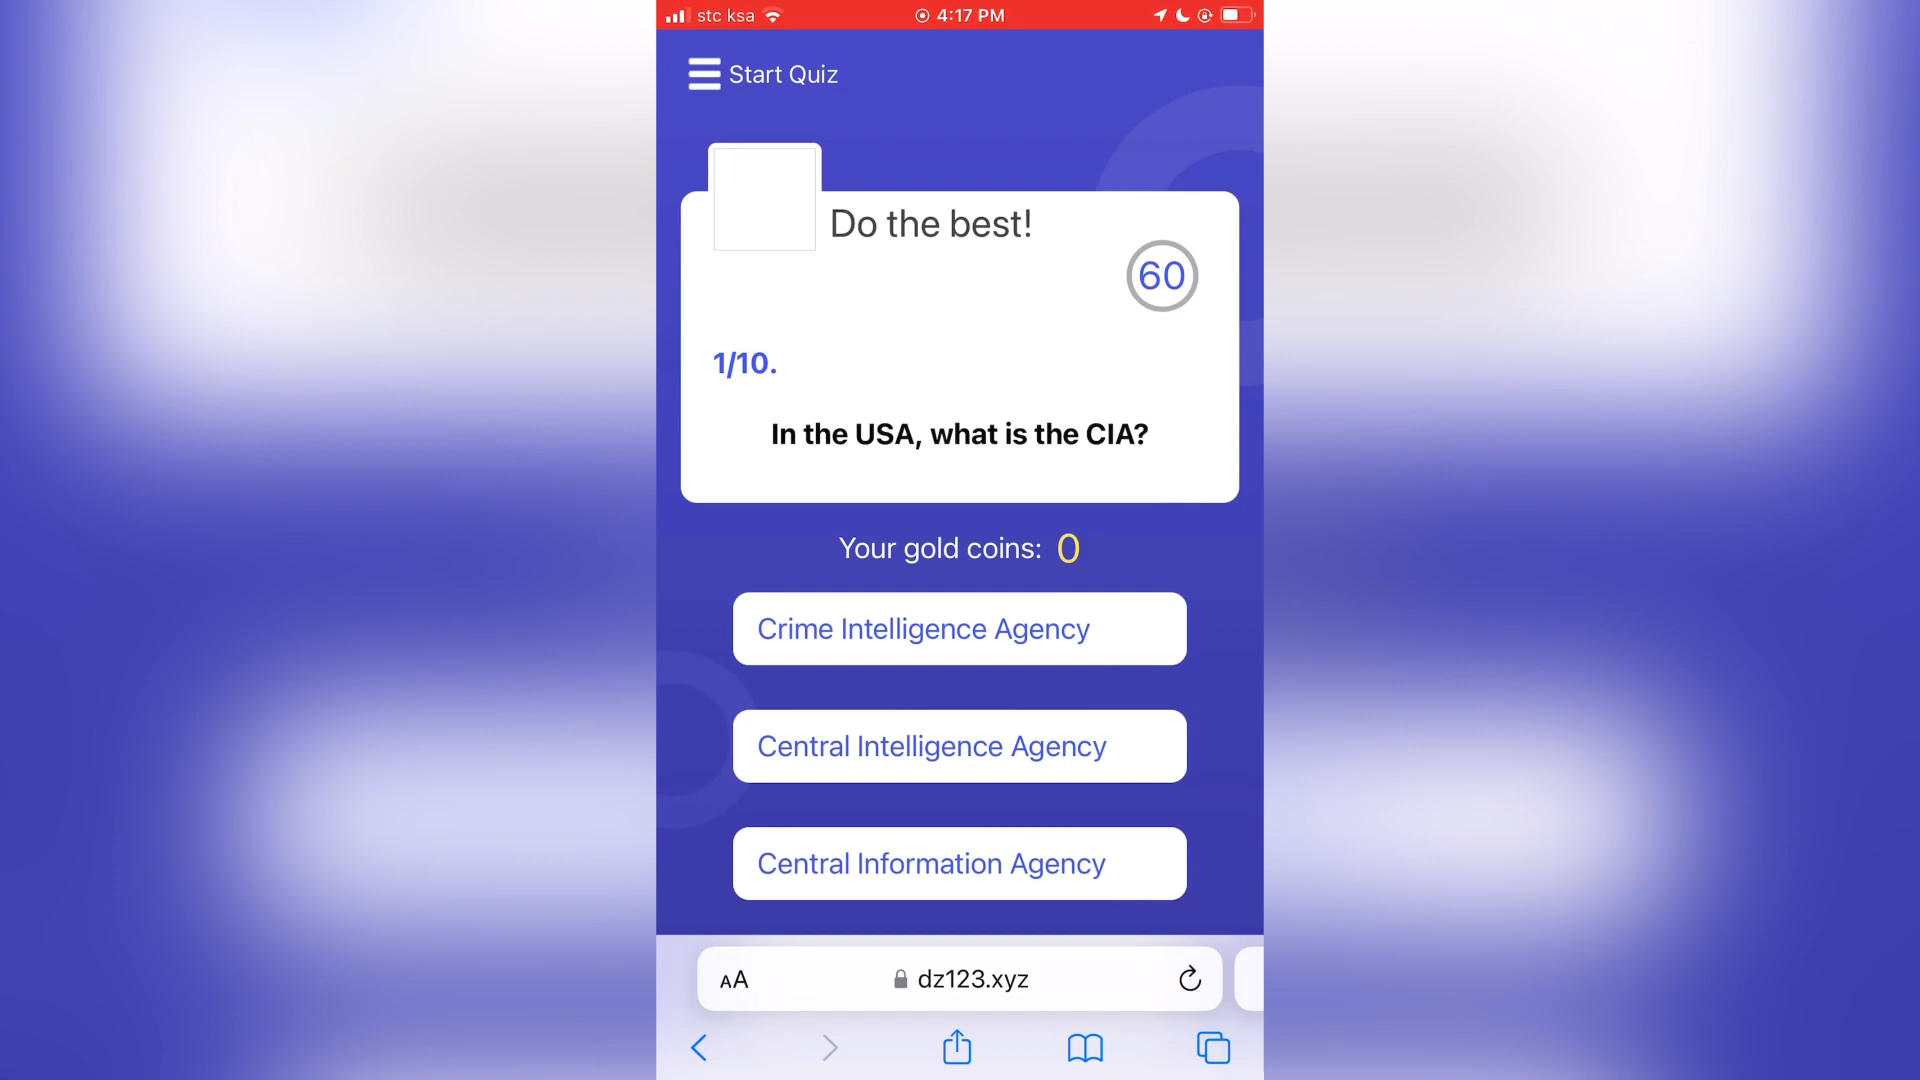 stc ksa 4:17 PM
Start Quiz
Do the best!
60
1/10.
In the USA, what is the CIA?
Your gold coins: 0
Crime Intelligence Agency
Central Intelligence Agency
Central Information Agency
AA dz123.xyz